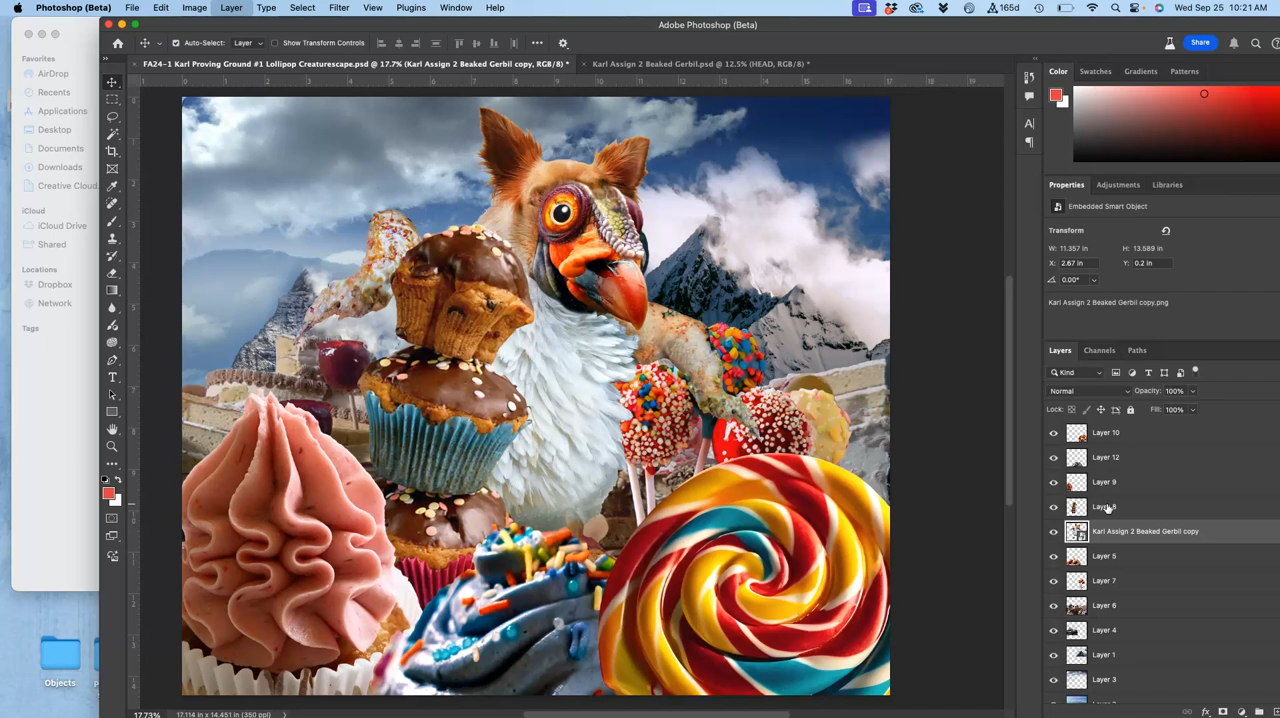 Photoshop (Beta) File Edit Image Layer Type Select Filter View Plugins Window Help 165d Wed Sep 25 10:21 AM
Adobe Photoshop (Beta)
Auto-Select: Layer Show Transform Controls Share
FA24-1 Karl Proving Ground #1 Lollipop Creaturescape.psd @ 17.7% (Karl Assign 2 Beaked Gerbil copy, RGB/8) * Karl Assign 2 Beaked Gerbil.psd @ 12.5% (HEAD, RGB/8) *
Favorites
AirDrop
Recents
Applications
Desktop
Documents
Downloads
Creative Cloud
iCloud
iCloud Drive
Shared
Locations
Dropbox
Network
Tags
Objects
Color Swatches Gradients Patterns
Properties Adjustments Libraries
Embedded Smart Object
Transform
W: 11.357 in H: 13.589 in
X: 2.67 in Y: 0.2 in
0.00°
Karl Assign 2 Beaked Gerbil copy.png
Layers Channels Paths
Kind
Normal Opacity: 100%
Lock: Fill: 100%
Layer 10
Layer 12
Layer 9
Layer 8
Karl Assign 2 Beaked Gerbil copy
Layer 5
Layer 7
Layer 6
Layer 4
Layer 1
Layer 3
17.73% 17.114 in x 14.451 in (350 ppi)